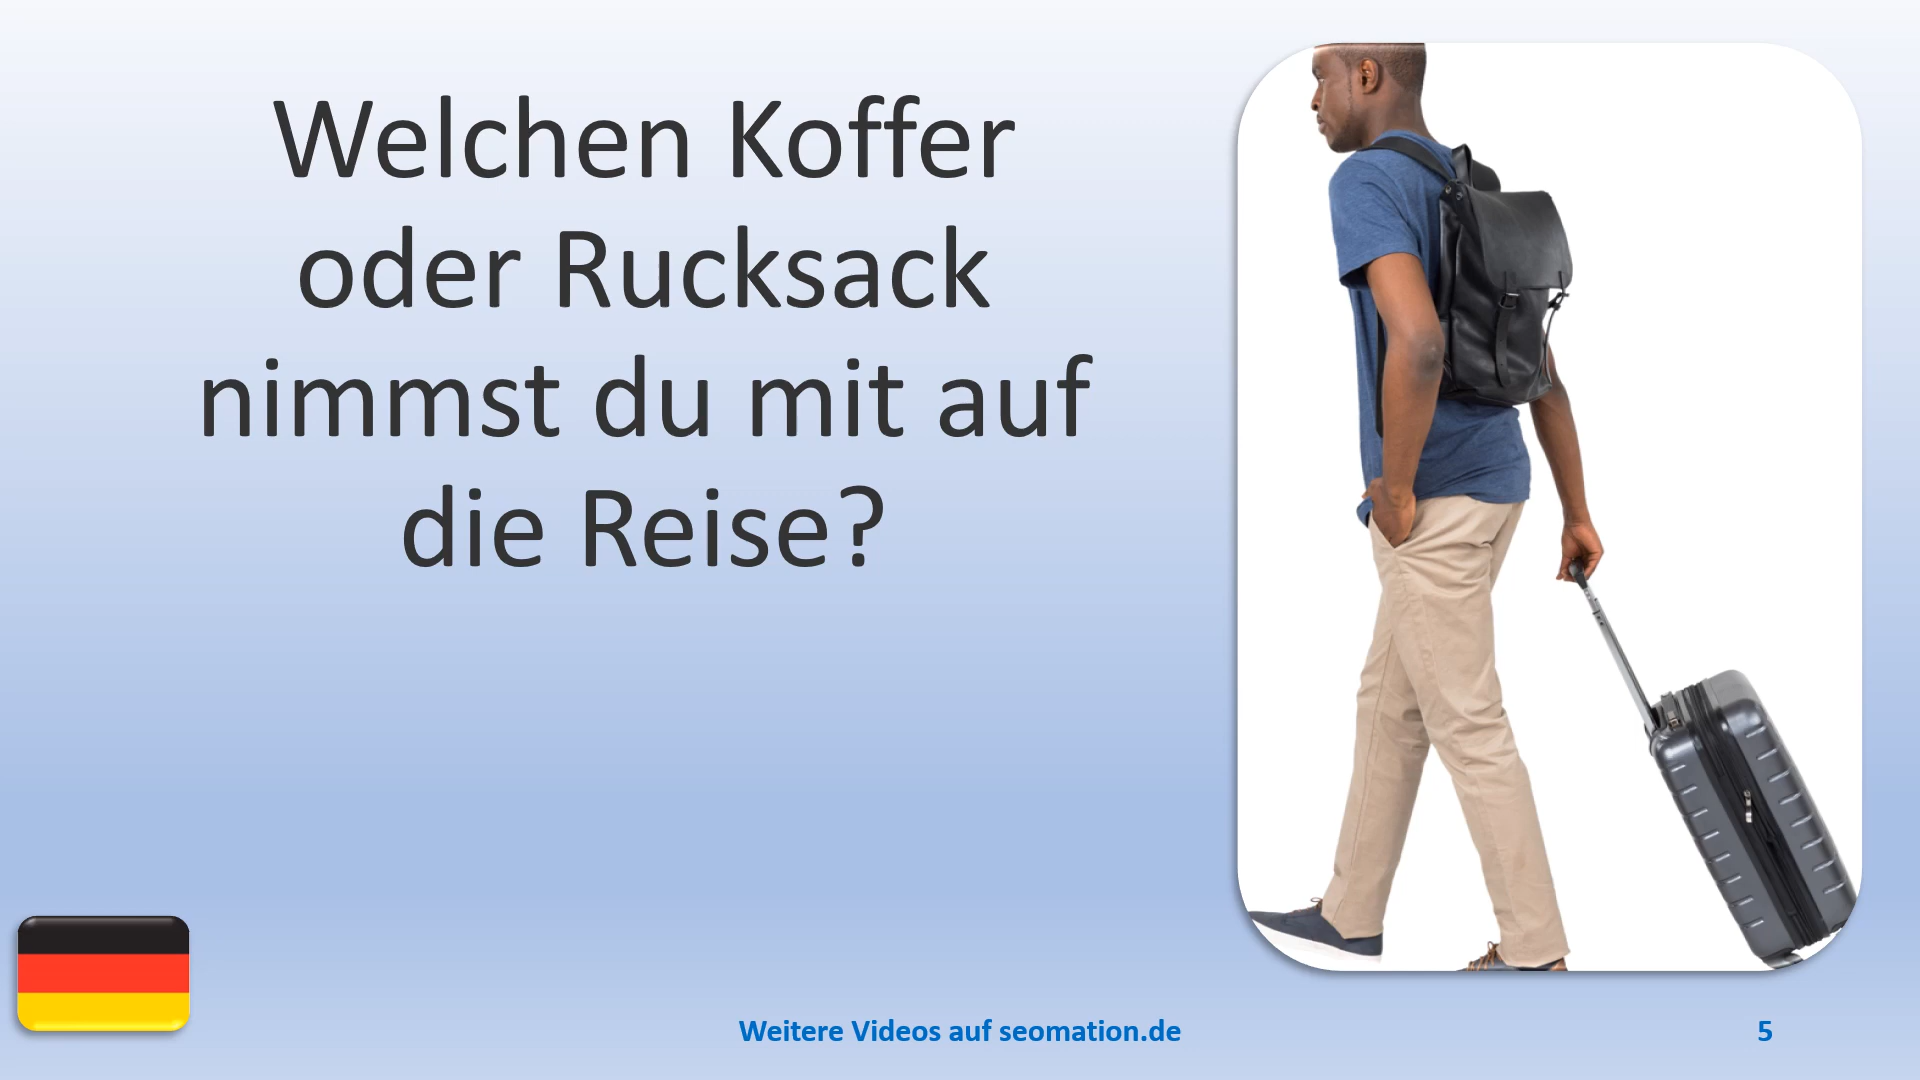 Welchen Koffer
oder Rucksack
nimmst du mit auf
die Reise?
Weitere Videos auf seomation.de
5